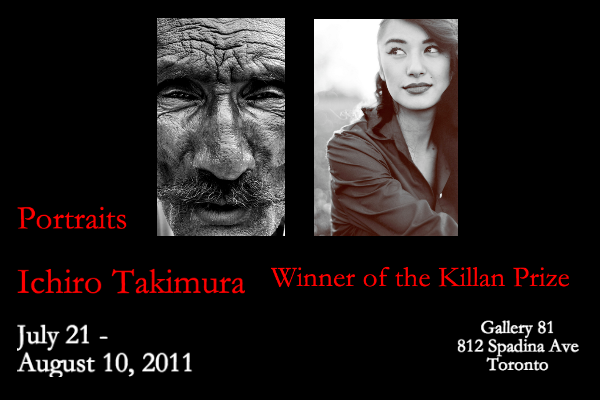 Portraits
Ichiro Takimura
Winner of the Killan Prize
July 21 -
August 10, 2011
Gallery 81
812 Spadina Ave
Toronto